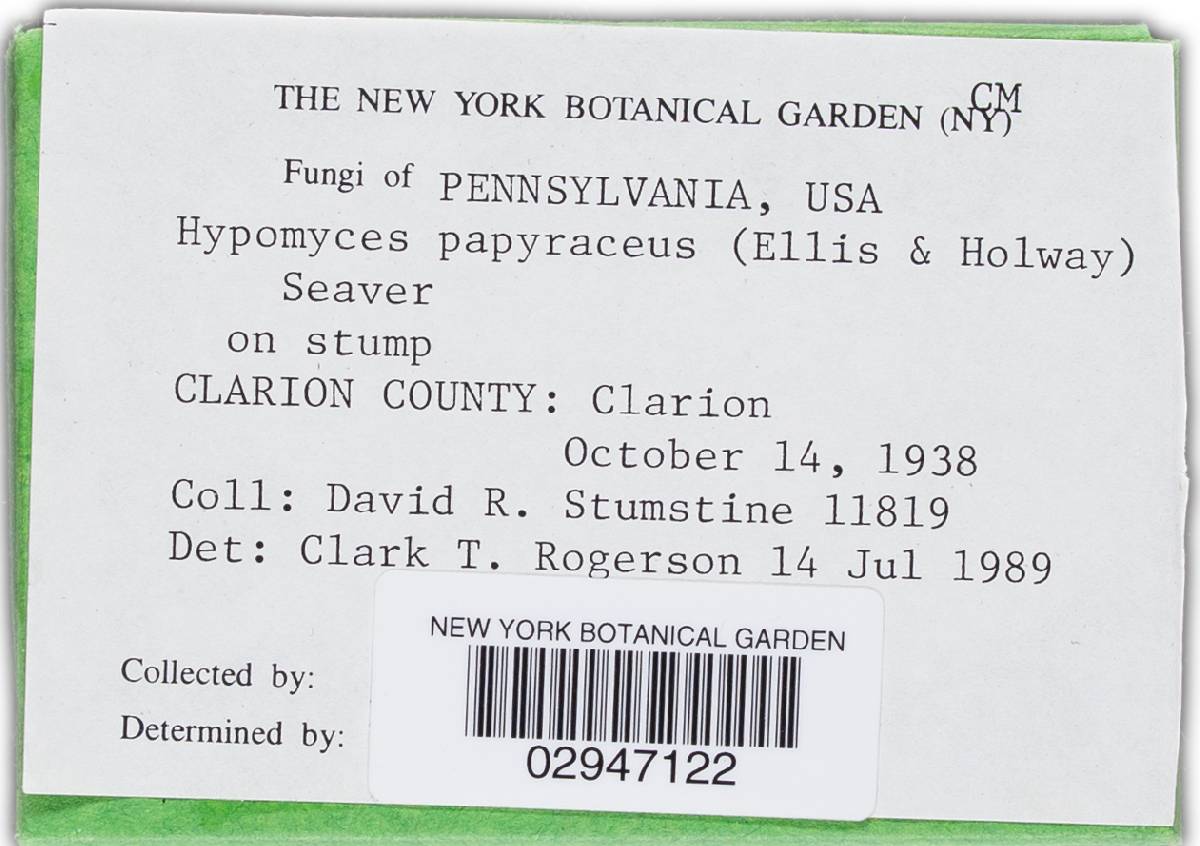 THE NEW YORK BOTANICAL GARDEN (NY) CM
Fungi of PENNSYLVANIA, USA
Hypomyces papyraceus (Ellis & Holway)
Seaver
on stump
CLARION COUNTY: Clarion
October 14, 1938
Coll: David R. Stumstine 11819
Det: Clark T. Rogerson 14 Jul 1989
NEW YORK BOTANICAL GARDEN
02947122
Collected by:
Determined by: